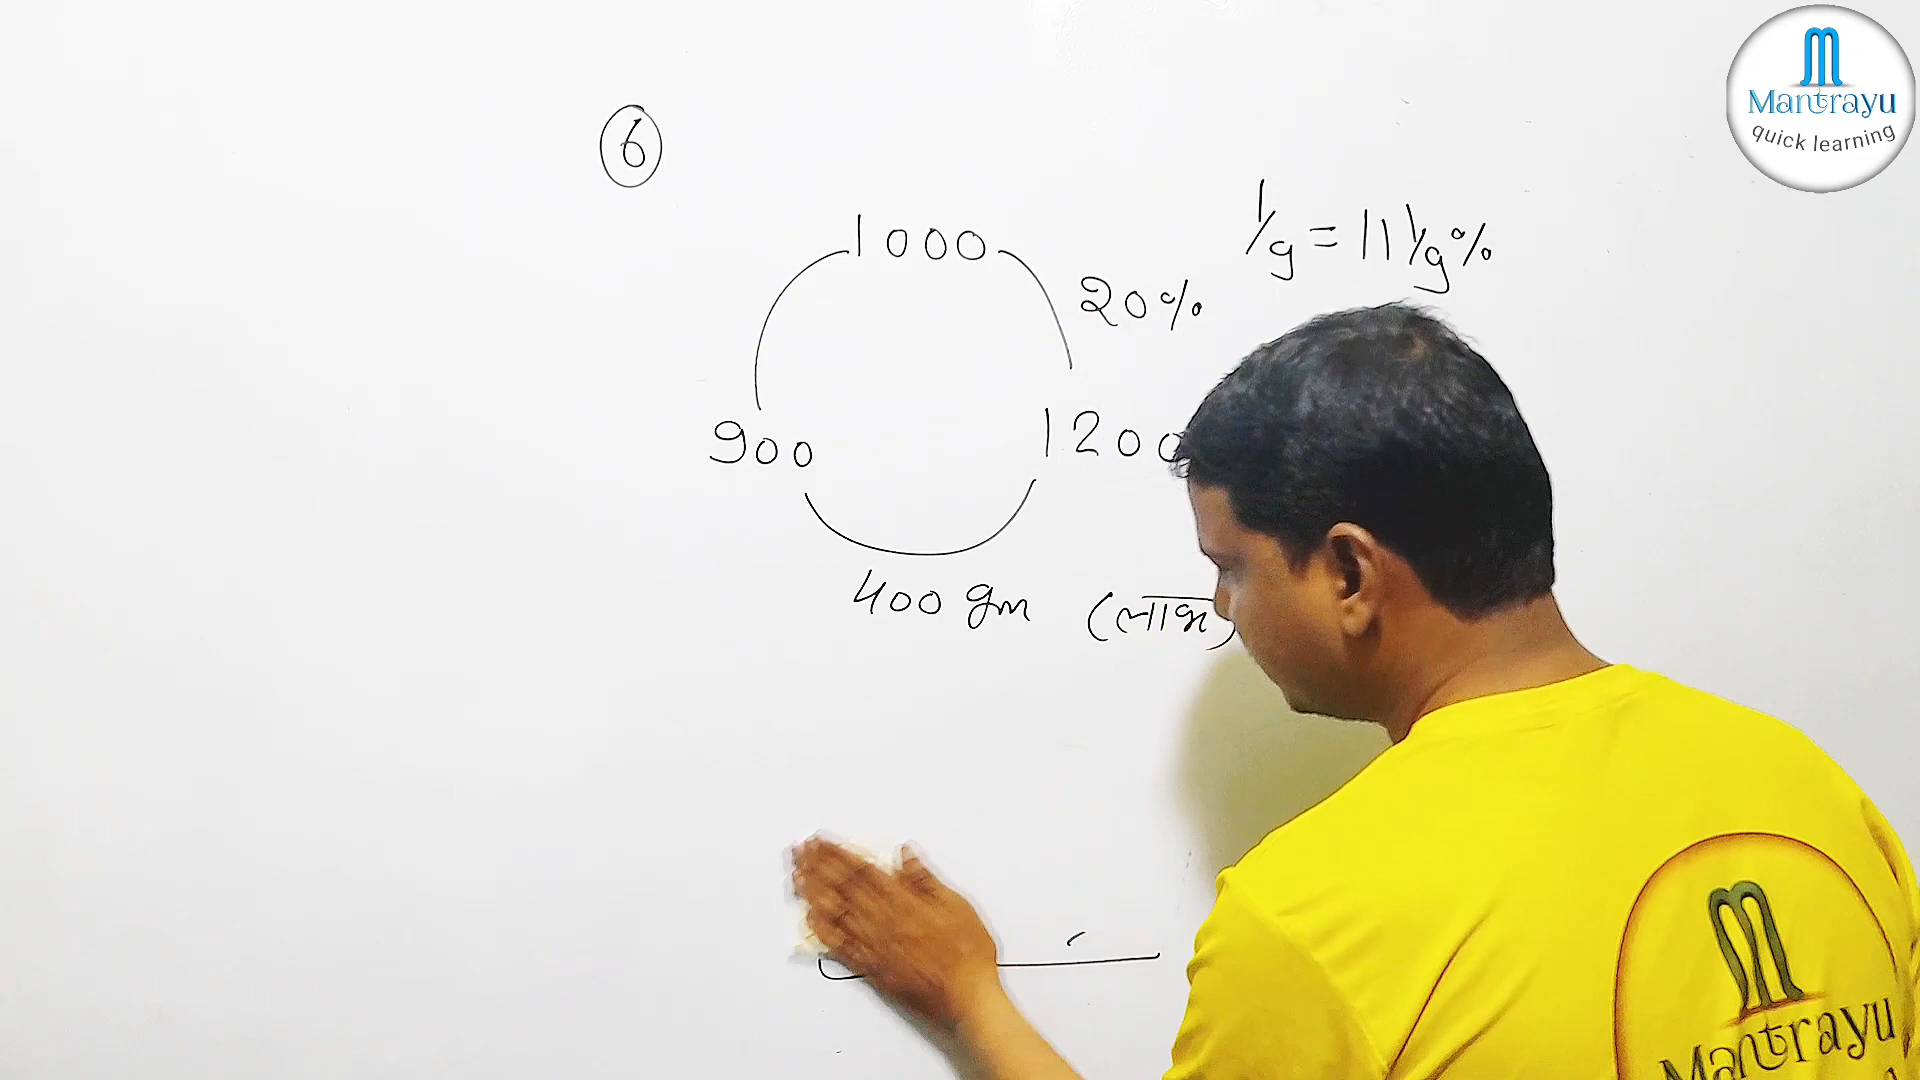 Mantrayu
quick learning
6
1000
1/9 = 11 1/9 %
20%
900
1200
400 gm (लाभ)
Mantrayu